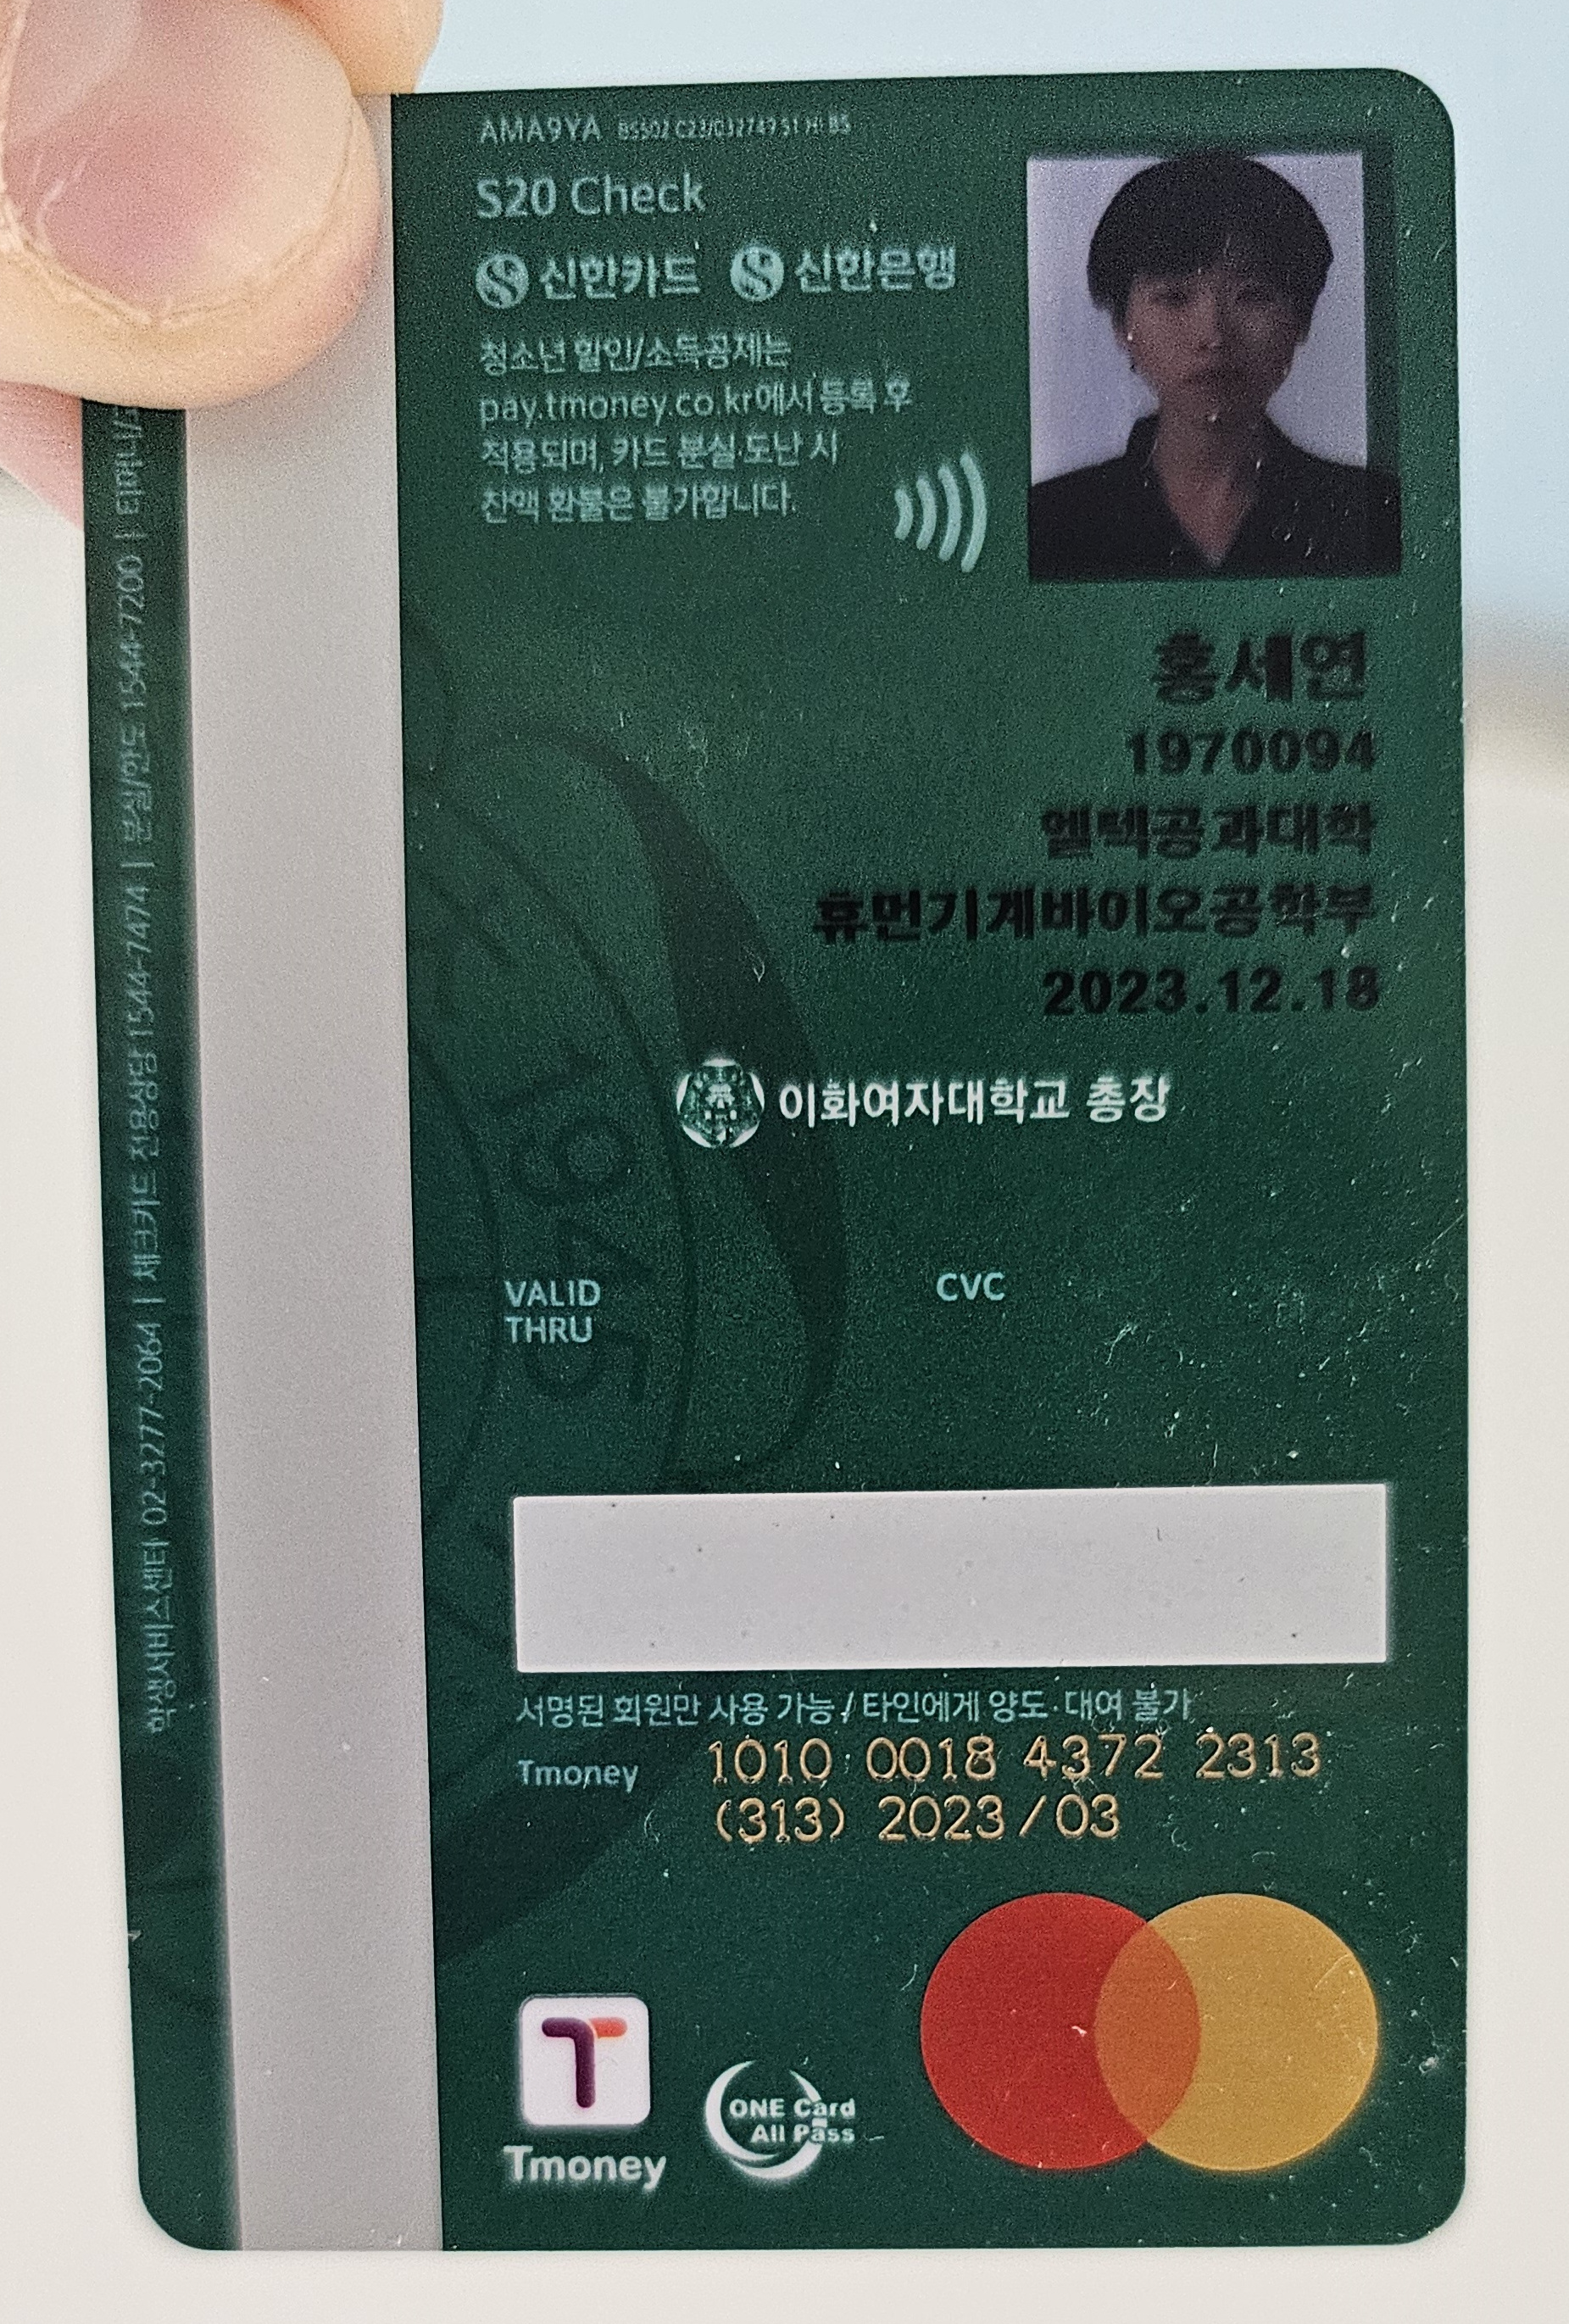 AMA9YA
S20 Check
신한카드 신한은행
청소년 할인/소득공제는
pay.tmoney.co.kr에서 등록 후
적용되며, 카드 분실·도난 시
잔액 환불은 불가합니다.
홍세연
1970094
엘텍공과대학
휴먼기계바이오공학부
2023.12.18
이화여자대학교 총장
1886
VALID
THRU
CVC
서명된 회원만 사용 가능 / 타인에게 양도·대여 불가
Tmoney 1010 0018 4372 2313
(313) 2023/03
Tmoney
ONE Card
All Pass
학생서비스센터 02-3277-2064 | 체크카드 전용상담 1544-7474 | 분실/한도 1544-7200 |